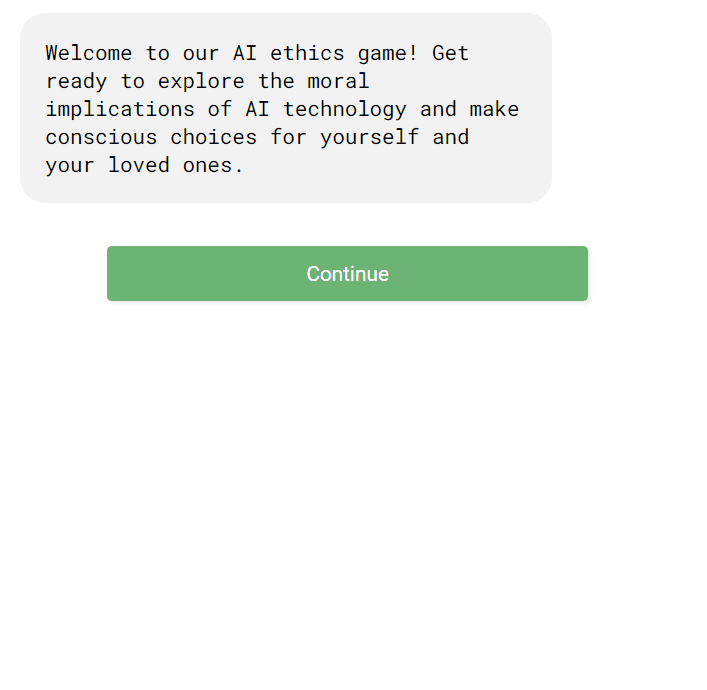 Welcome to our AI ethics game! Get
ready to explore the moral
implications of AI technology and make
conscious choices for yourself and
your loved ones.
Continue